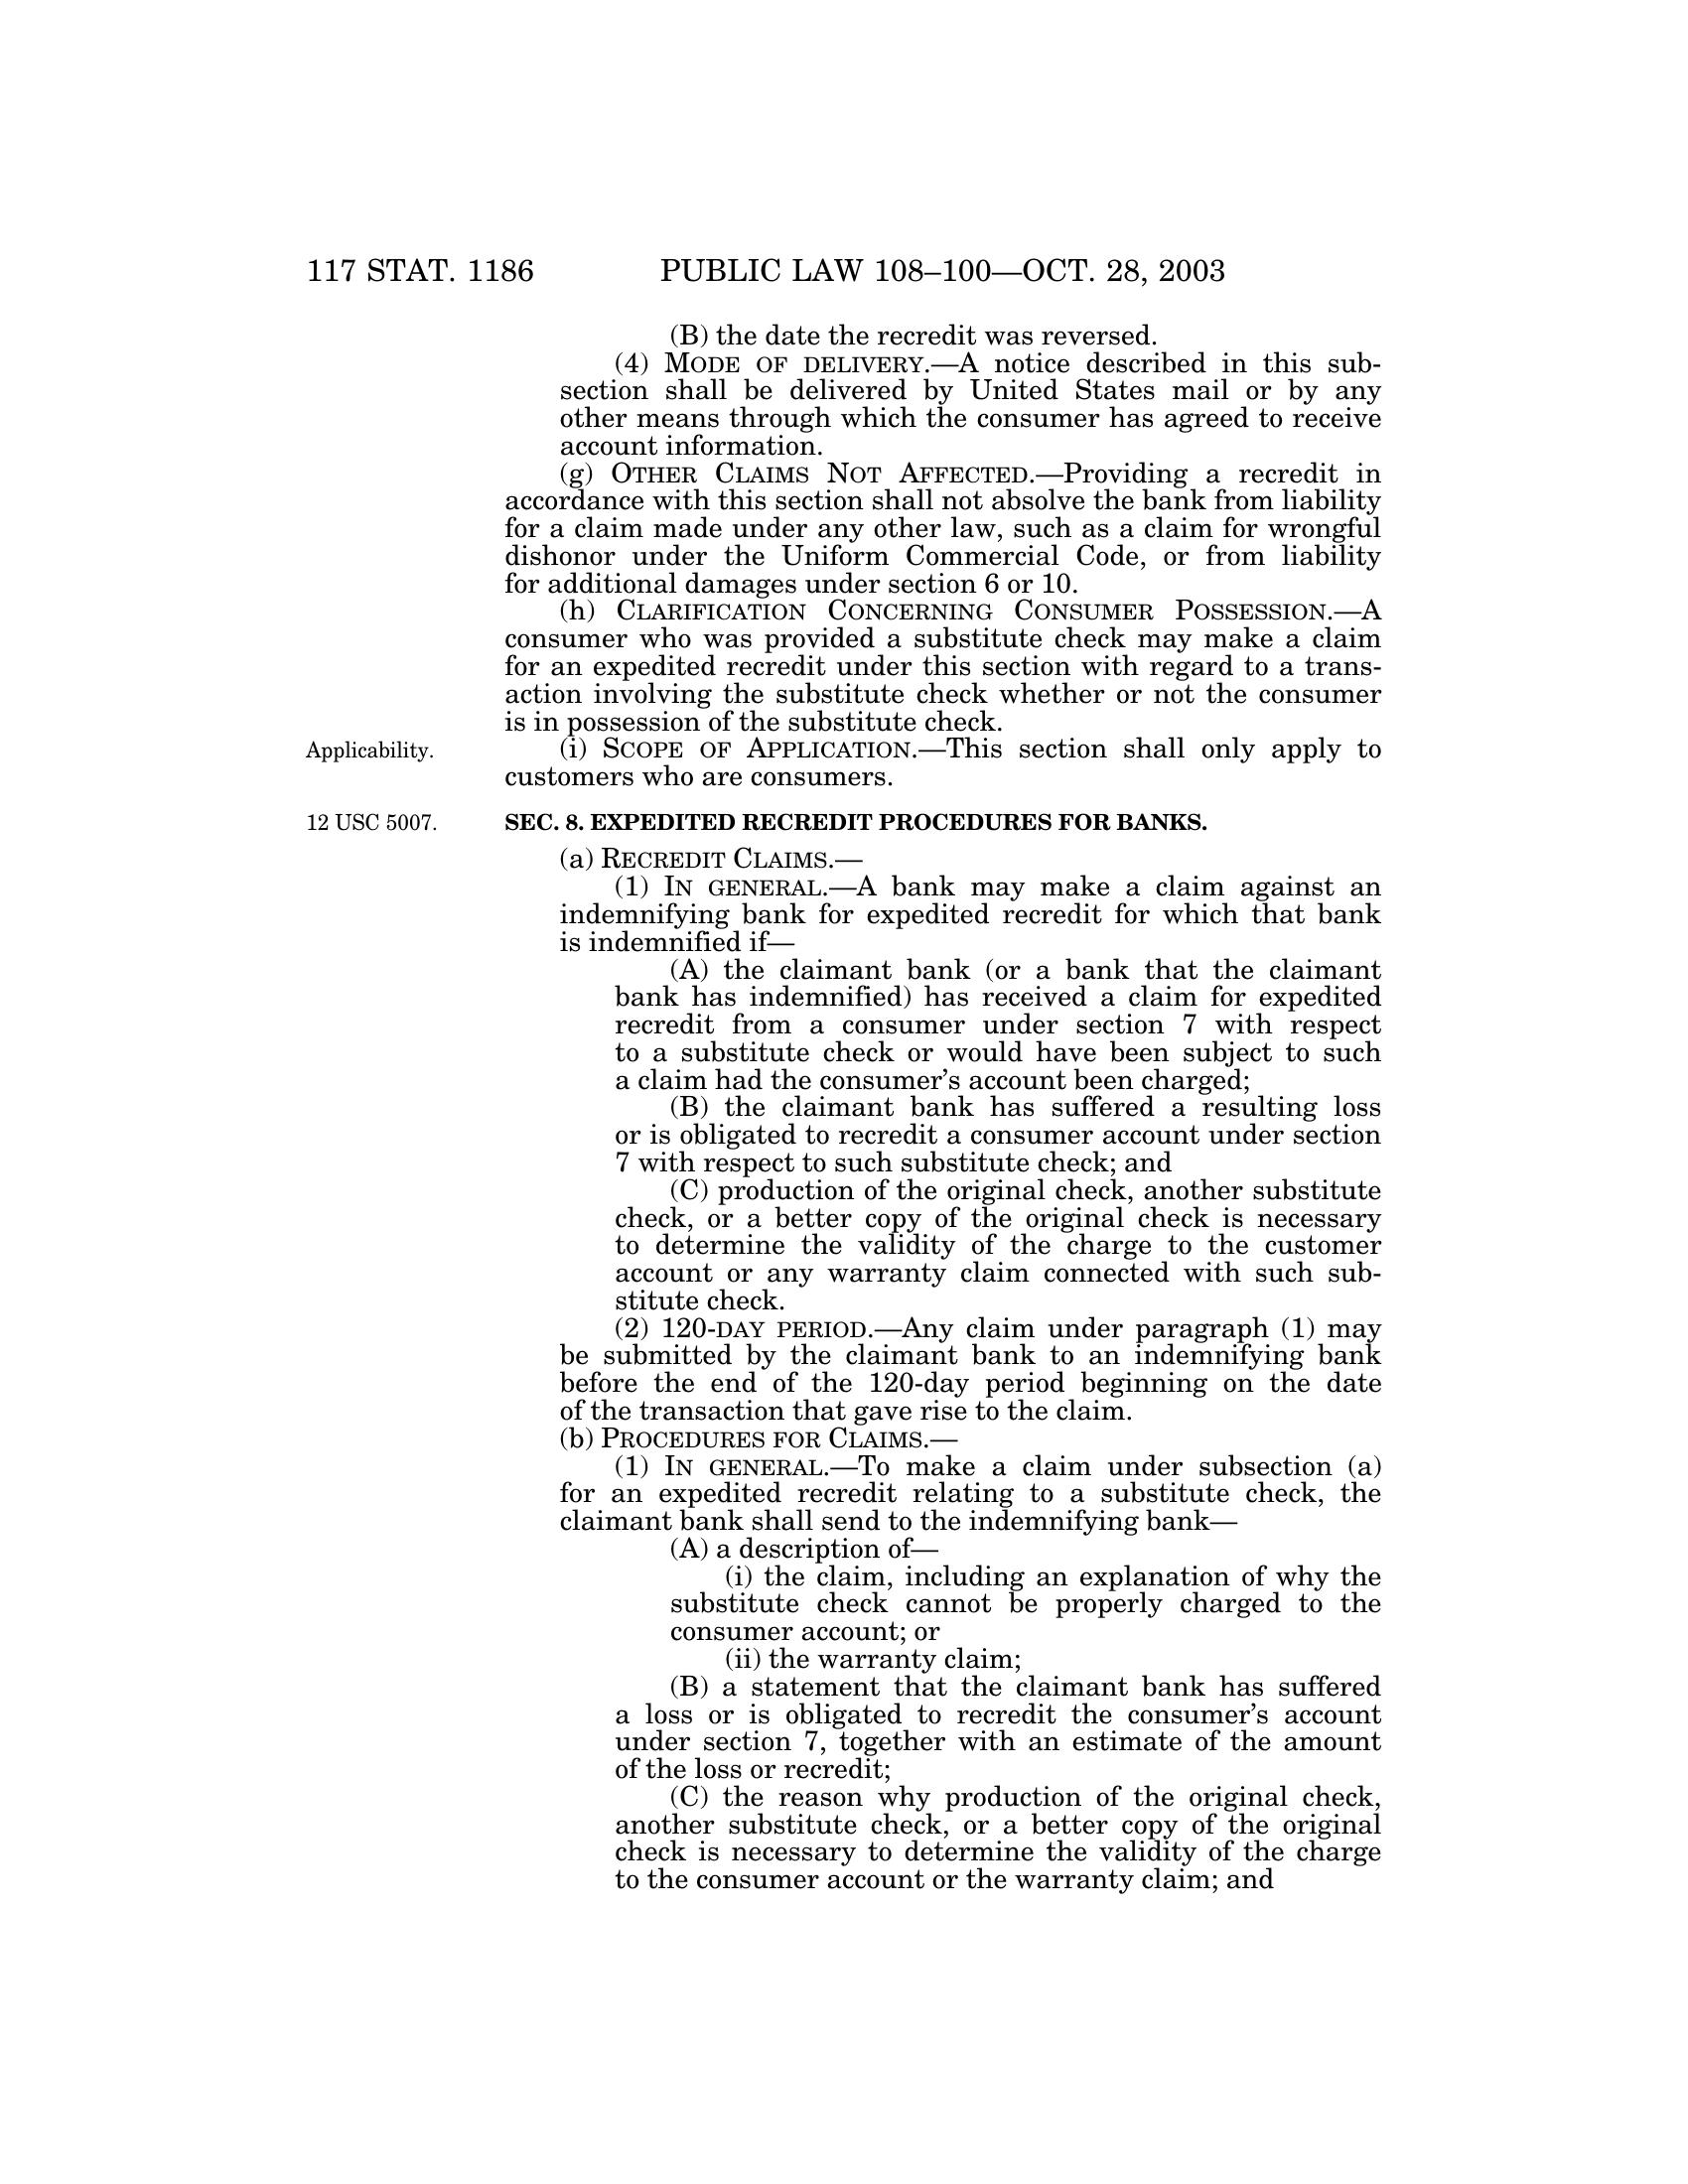 117 STAT. 1186 PUBLIC LAW 108–100—OCT. 28, 2003
(B) the date the recredit was reversed.
(4) MODE OF DELIVERY.—A notice described in this sub-
section shall be delivered by United States mail or by any
other means through which the consumer has agreed to receive
account information.
(g) OTHER CLAIMS NOT AFFECTED.—Providing a recredit in
accordance with this section shall not absolve the bank from liability
for a claim made under any other law, such as a claim for wrongful
dishonor under the Uniform Commercial Code, or from liability
for additional damages under section 6 or 10.
(h) CLARIFICATION CONCERNING CONSUMER POSSESSION.—A
consumer who was provided a substitute check may make a claim
for an expedited recredit under this section with regard to a trans-
action involving the substitute check whether or not the consumer
is in possession of the substitute check.
Applicability. (i) SCOPE OF APPLICATION.—This section shall only apply to
customers who are consumers.
12 USC 5007. SEC. 8. EXPEDITED RECREDIT PROCEDURES FOR BANKS.
(a) RECREDIT CLAIMS.—
(1) IN GENERAL.—A bank may make a claim against an
indemnifying bank for expedited recredit for which that bank
is indemnified if—
(A) the claimant bank (or a bank that the claimant
bank has indemnified) has received a claim for expedited
recredit from a consumer under section 7 with respect
to a substitute check or would have been subject to such
a claim had the consumer’s account been charged;
(B) the claimant bank has suffered a resulting loss
or is obligated to recredit a consumer account under section
7 with respect to such substitute check; and
(C) production of the original check, another substitute
check, or a better copy of the original check is necessary
to determine the validity of the charge to the customer
account or any warranty claim connected with such sub-
stitute check.
(2) 120-DAY PERIOD.—Any claim under paragraph (1) may
be submitted by the claimant bank to an indemnifying bank
before the end of the 120-day period beginning on the date
of the transaction that gave rise to the claim.
(b) PROCEDURES FOR CLAIMS.—
(1) IN GENERAL.—To make a claim under subsection (a)
for an expedited recredit relating to a substitute check, the
claimant bank shall send to the indemnifying bank—
(A) a description of—
(i) the claim, including an explanation of why the
substitute check cannot be properly charged to the
consumer account; or
(ii) the warranty claim;
(B) a statement that the claimant bank has suffered
a loss or is obligated to recredit the consumer’s account
under section 7, together with an estimate of the amount
of the loss or recredit;
(C) the reason why production of the original check,
another substitute check, or a better copy of the original
check is necessary to determine the validity of the charge
to the consumer account or the warranty claim; and